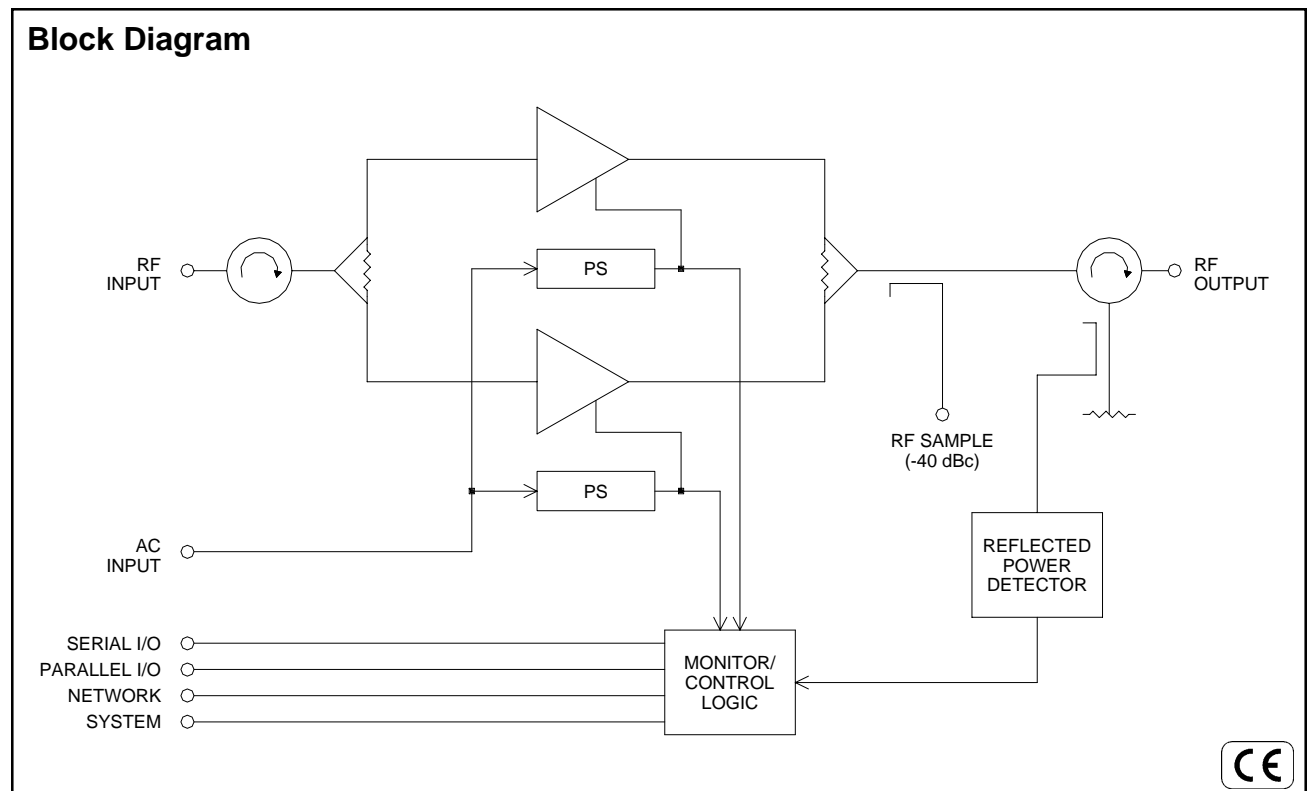 Block Diagram
RF
INPUT
PS
RF
OUTPUT
RF SAMPLE
(-40 dBc)
PS
AC
INPUT
REFLECTED
POWER
DETECTOR
SERIAL I/O
PARALLEL I/O
NETWORK
SYSTEM
MONITOR/
CONTROL
LOGIC
CE